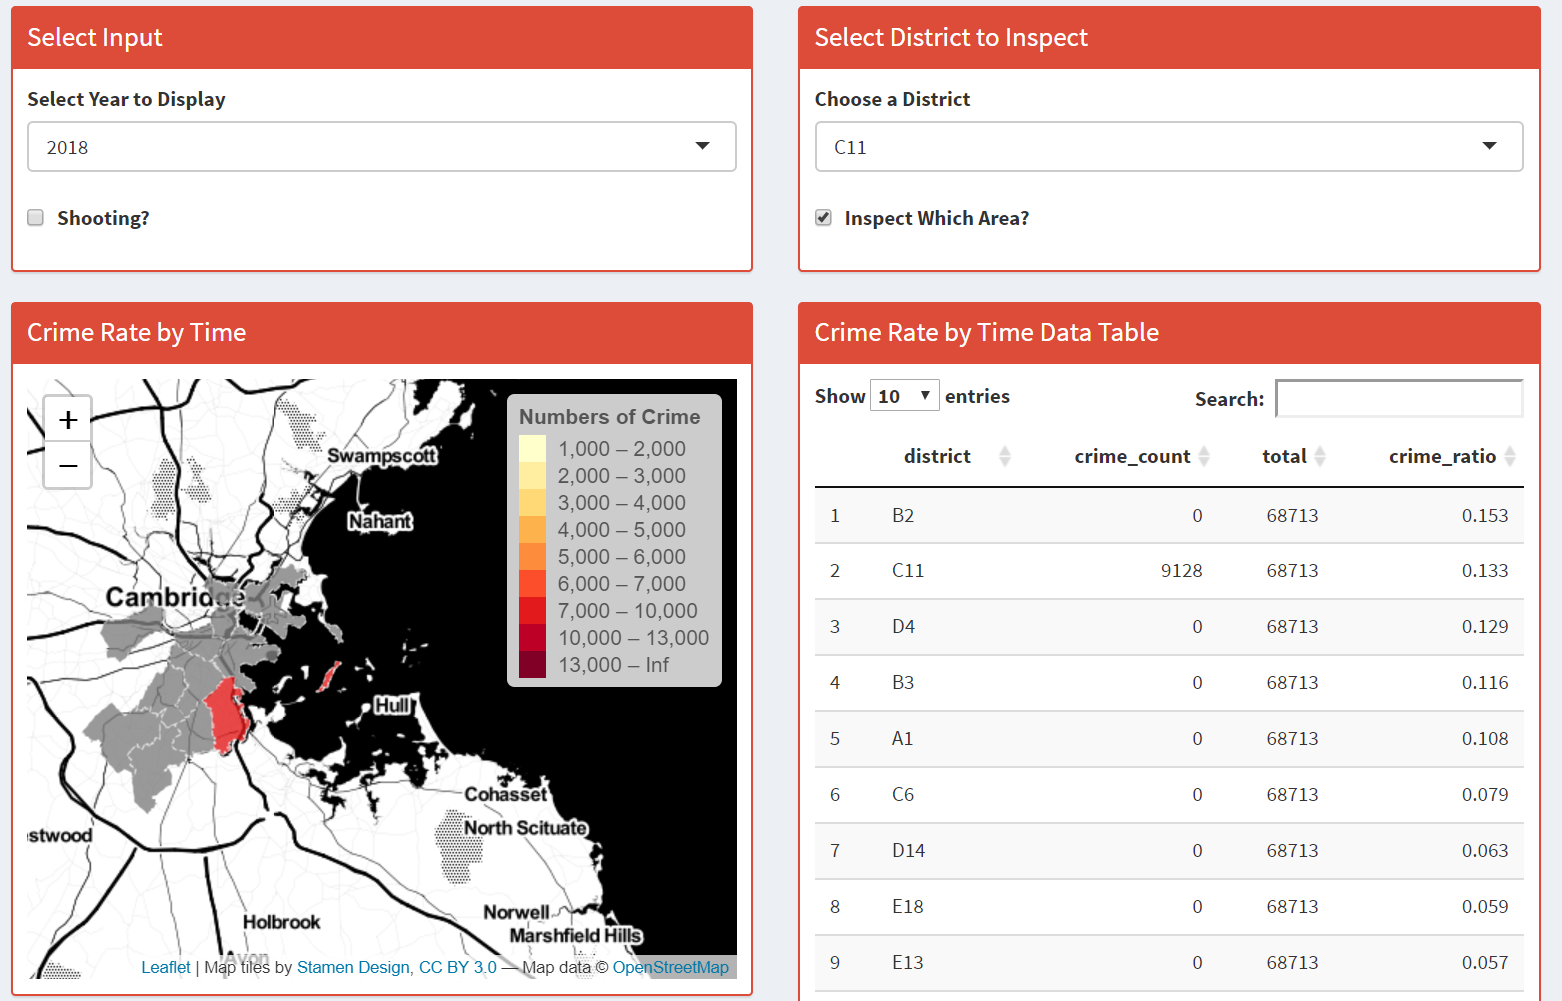 Select Input
Select Year to Display
2018
Shooting?
Select District to Inspect
Choose a District
C11
Inspect Which Area?
Crime Rate by Time
+
−
Numbers of Crime
1,000 – 2,000
2,000 – 3,000
3,000 – 4,000
4,000 – 5,000
5,000 – 6,000
6,000 – 7,000
7,000 – 10,000
10,000 – 13,000
13,000 – Inf
Swampscott
Nahant
Cambridge
Hull
Cohasset
North Scituate
stwood
Norwell
Holbrook
Marshfield Hills
Avon
Leaflet | Map tiles by Stamen Design, CC BY 3.0 — Map data © OpenStreetMap
Crime Rate by Time Data Table
Show 10 entries Search:
district crime_count total crime_ratio
1 B2 0 68713 0.153
2 C11 9128 68713 0.133
3 D4 0 68713 0.129
4 B3 0 68713 0.116
5 A1 0 68713 0.108
6 C6 0 68713 0.079
7 D14 0 68713 0.063
8 E18 0 68713 0.059
9 E13 0 68713 0.057